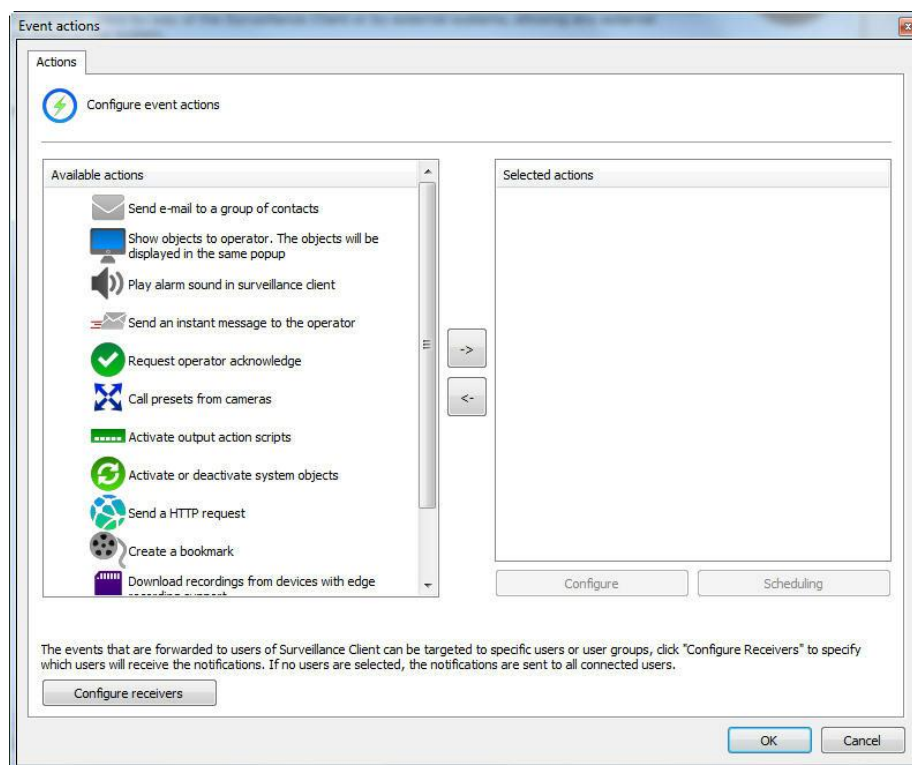 Event actions
Actions
Configure event actions
Available actions
Send e-mail to a group of contacts
Show objects to operator. The objects will be
displayed in the same popup
Play alarm sound in surveillance client
Send an instant message to the operator
Request operator acknowledge
Call presets from cameras
Activate output action scripts
Activate or deactivate system objects
Send a HTTP request
Create a bookmark
Download recordings from devices with edge
->
<-
Selected actions
Configure
Scheduling
The events that are forwarded to users of Surveillance Client can be targeted to specific users or user groups, click "Configure Receivers" to specify
which users will receive the notifications. If no users are selected, the notifications are sent to all connected users.
Configure receivers
OK
Cancel